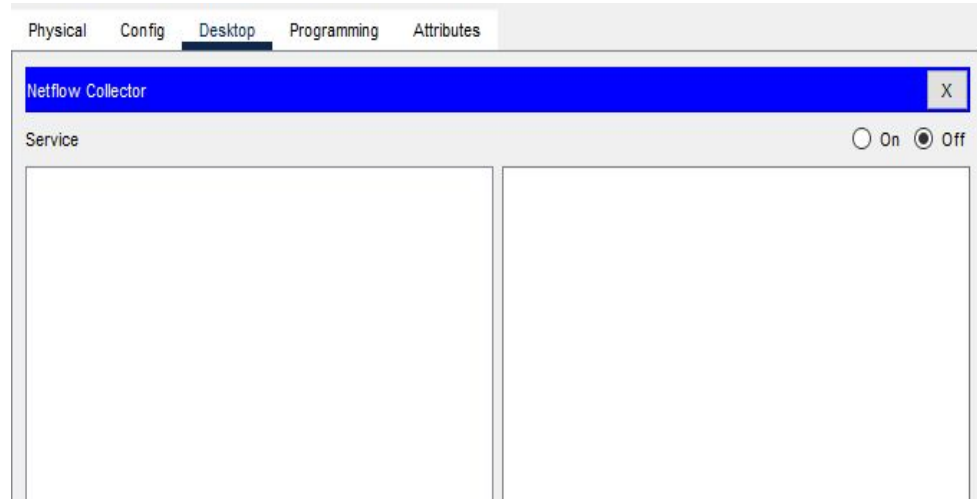 Physical Config Desktop Programming Attributes
Netflow Collector X
Service On Off